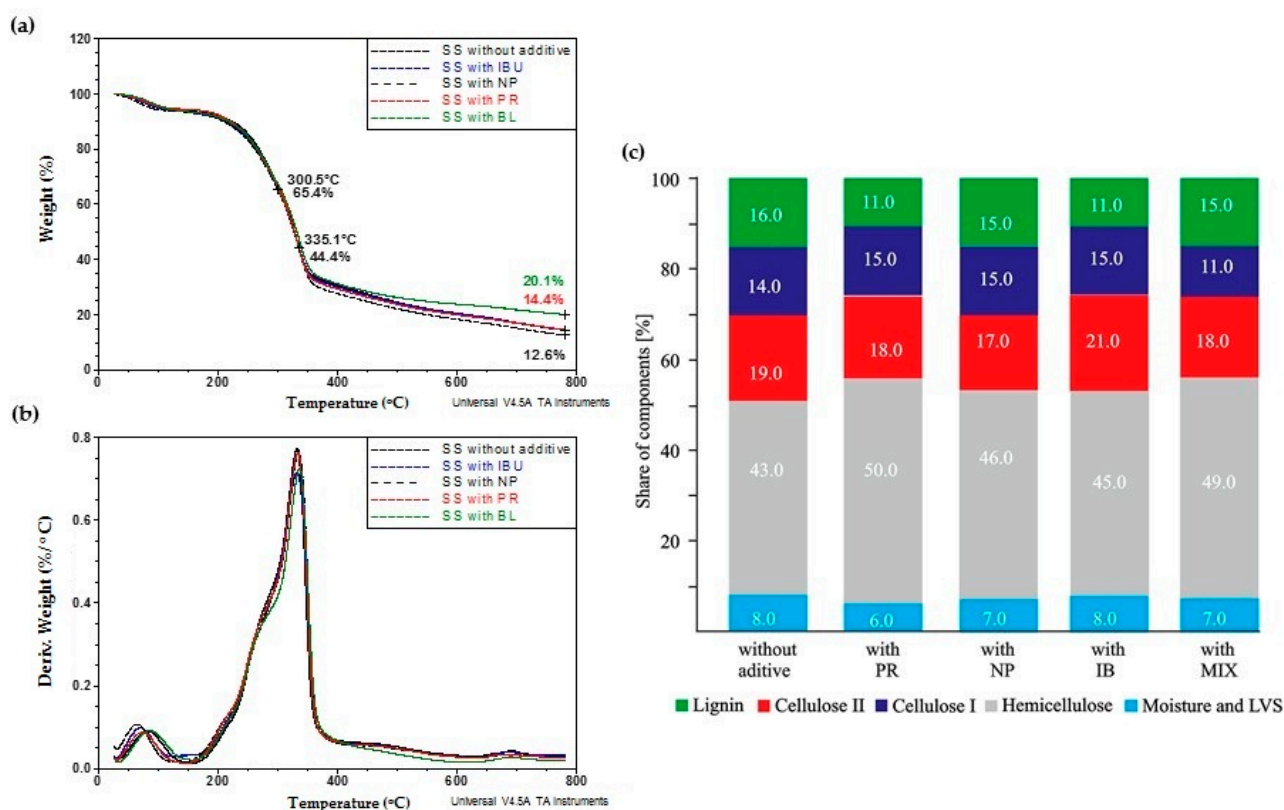 (a)
120
100
80
60
40
20
0
Weight (%)
SS without additive
SS with IBU
SS with NP
SS with PR
SS with BL
300.5°C
65.4%
335.1°C
44.4%
20.1%
14.4%
12.6%
0
200
400
600
800
Temperature (°C)
Universal V4.5A TA Instruments
(b)
0.8
0.6
0.4
0.2
0.0
Deriv. Weight (%/°C)
SS without additive
SS with IBU
SS with NP
SS with PR
SS with BL
0
200
400
600
800
Temperature (°C)
Universal V4.5A TA Instruments
(c)
100
80
60
40
20
Share of components [%]
16.0
14.0
19.0
43.0
8.0
11.0
15.0
18.0
50.0
6.0
15.0
15.0
17.0
46.0
7.0
11.0
15.0
21.0
45.0
8.0
15.0
11.0
18.0
49.0
7.0
without
aditive
with
PR
with
NP
with
IB
with
MIX
Lignin Cellulose II Cellulose I Hemicellulose Moisture and LVS